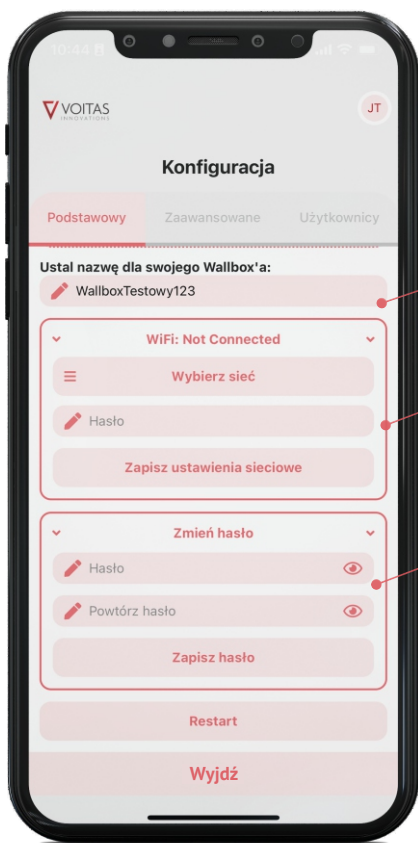 10:44
VOITAS
INNOVATIONS
JT
Konfiguracja
Podstawowy Zaawansowane Użytkownicy
Ustal nazwę dla swojego Wallbox'a:
WallboxTestowy123
WiFi: Not Connected
Wybierz sieć
Hasło
Zapisz ustawienia sieciowe
Zmień hasło
Hasło
Powtórz hasło
Zapisz hasło
Restart
Wyjdź